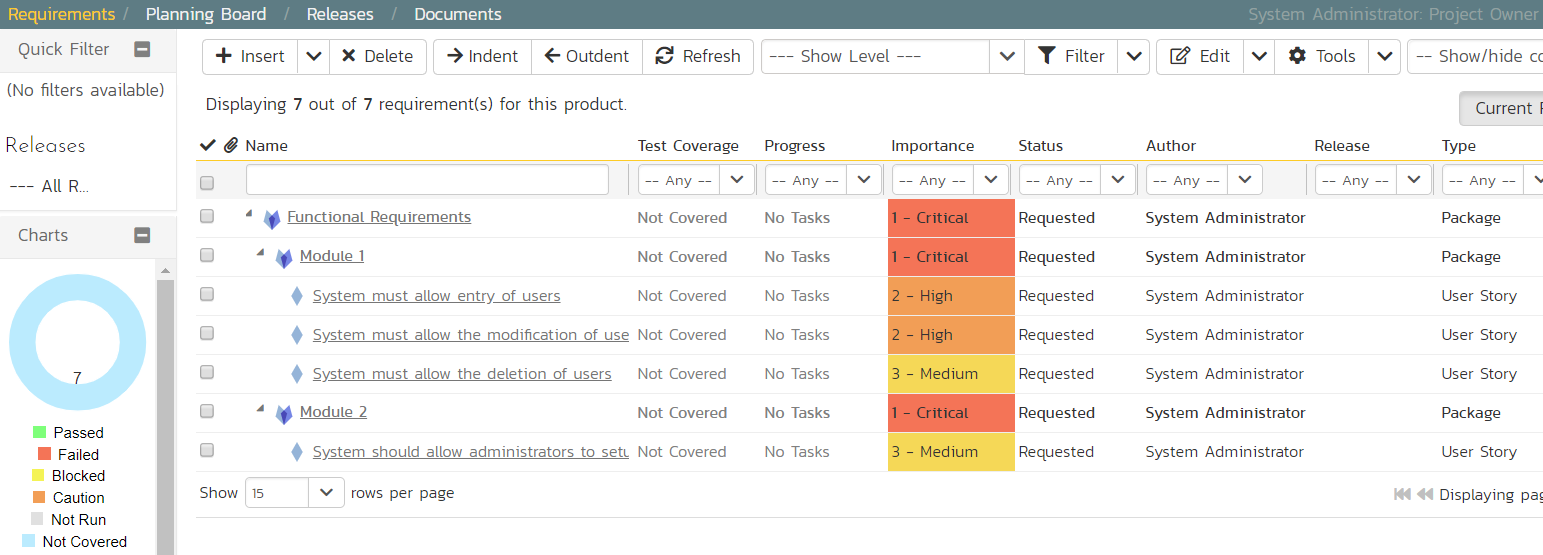 Requirements / Planning Board / Releases / Documents System Administrator: Project Owner
Quick Filter
(No filters available)
Releases
--- All R...
Charts
7
Passed
Failed
Blocked
Caution
Not Run
Not Covered
Insert Delete Indent Outdent Refresh --- Show Level --- Filter Edit Tools -- Show/hide co
Displaying 7 out of 7 requirement(s) for this product.
Current
Name Test Coverage Progress Importance Status Author Release Type
-- Any -- -- Any -- -- Any -- -- Any -- -- Any -- -- Any -- -- Any --
Functional Requirements Not Covered No Tasks 1 - Critical Requested System Administrator Package
Module 1 Not Covered No Tasks 1 - Critical Requested System Administrator Package
System must allow entry of users Not Covered No Tasks 2 - High Requested System Administrator User Story
System must allow the modification of use Not Covered No Tasks 2 - High Requested System Administrator User Story
System must allow the deletion of users Not Covered No Tasks 3 - Medium Requested System Administrator User Story
Module 2 Not Covered No Tasks 1 - Critical Requested System Administrator Package
System should allow administrators to setu Not Covered No Tasks 3 - Medium Requested System Administrator User Story
Show 15 rows per page Displaying pag